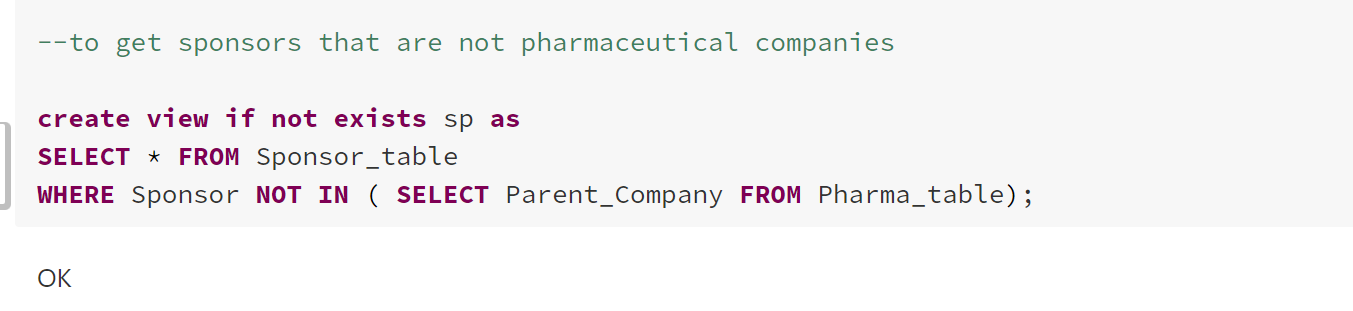 --to get sponsors that are not pharmaceutical companies
create view if not exists sp as
SELECT * FROM Sponsor_table
WHERE Sponsor NOT IN ( SELECT Parent_Company FROM Pharma_table);
OK